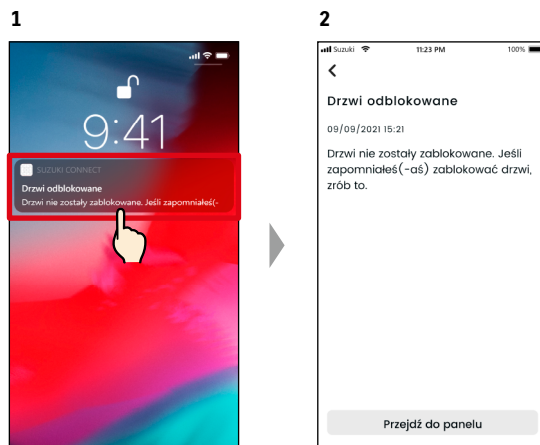 1
9:41
SUZUKI CONNECT
Drzwi odblokowane
Drzwi nie zostały zablokowane. Jeśli zapomniałeś(-
2
Suzuki 11:23 PM 100%
Drzwi odblokowane
09/09/2021 15:21
Drzwi nie zostały zablokowane. Jeśli
zapomniałeś(-aś) zablokować drzwi,
zrób to.
Przejdź do panelu